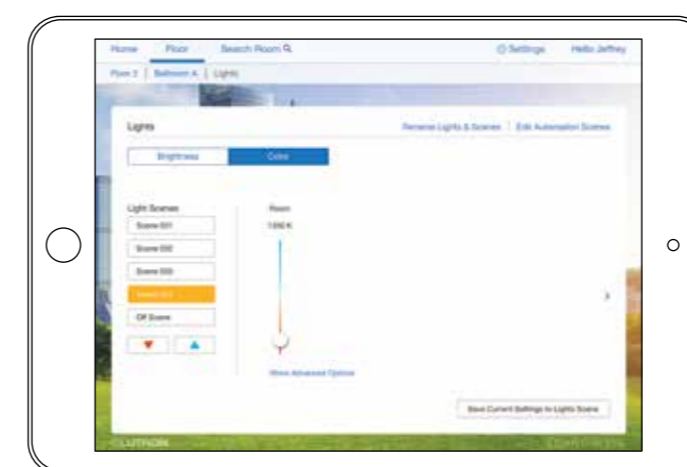 Home Floor Search Room Settings Hello Jeffrey
Floor 2 | Ballroom A | Lights
Lights Rename Lights & Scenes | Edit Automation Scenes
Brightness Color
Light Scenes Room
Scene 001
Scene 002
Scene 003
Off Scene
Show Advanced Options
Save Current Settings to Lights Scene
LUTRON